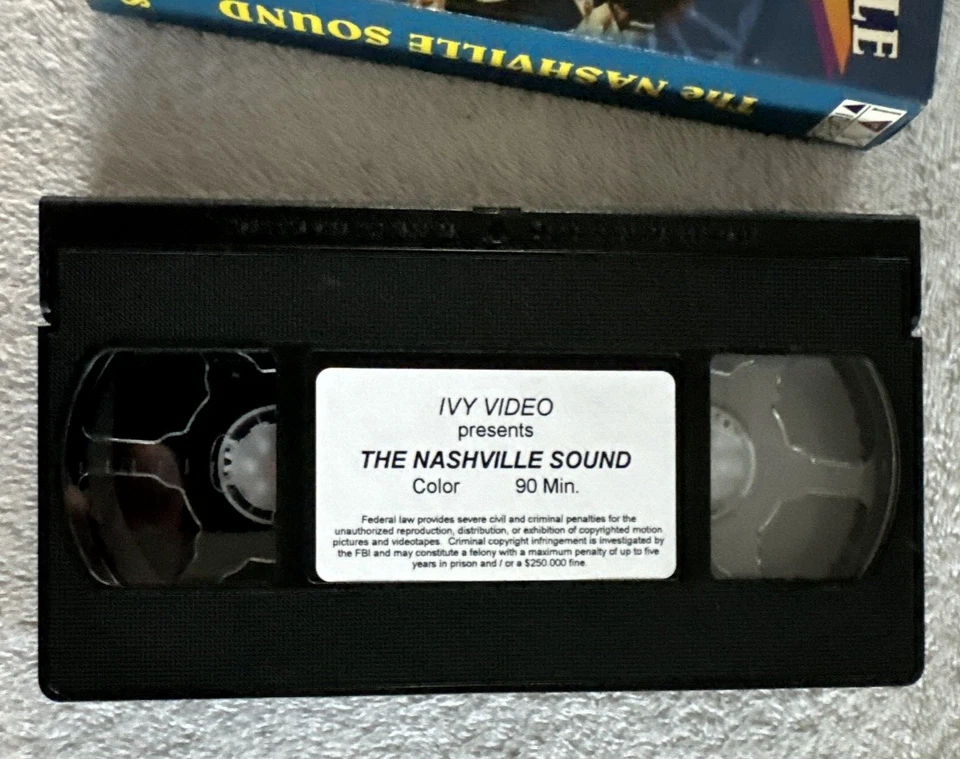 The NASHVILLE SOUND
LE
IVY VIDEO
presents
THE NASHVILLE SOUND
Color 90 Min.
Federal law provides severe civil and criminal penalties for the
unauthorized reproduction, distribution, or exhibition of copyrighted motion
pictures and videotapes. Criminal copyright infringement is investigated by
the FBI and may constitute a felony with a maximum penalty of up to five
years in prison and / or a $250.000 fine.